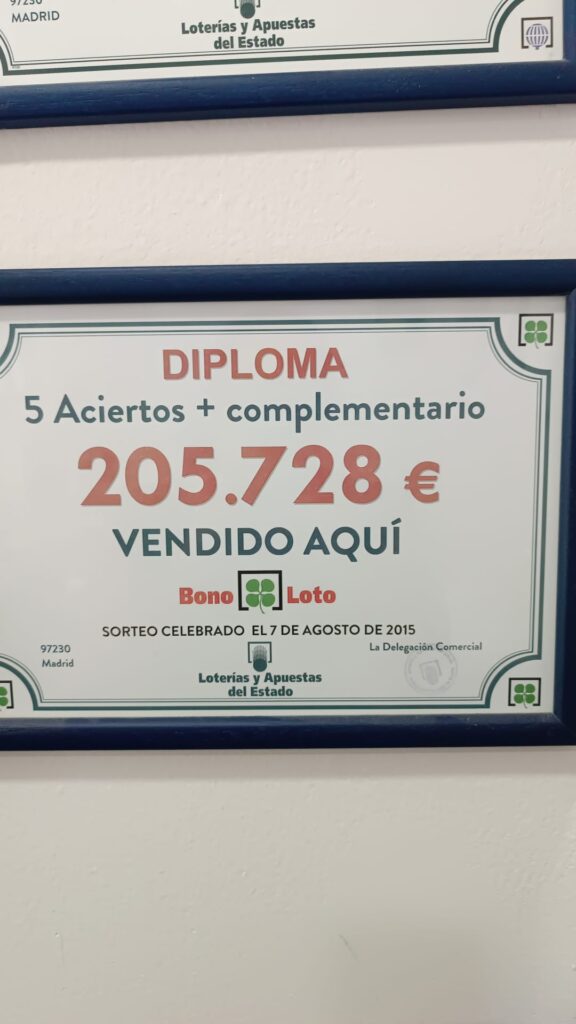 97230
MADRID
Loterías y Apuestas
del Estado
DIPLOMA
5 Aciertos + complementario
205.728 €
VENDIDO AQUÍ
Bono Loto
SORTEO CELEBRADO EL 7 DE AGOSTO DE 2015
97230
Madrid
La Delegación Comercial
Loterías y Apuestas
del Estado